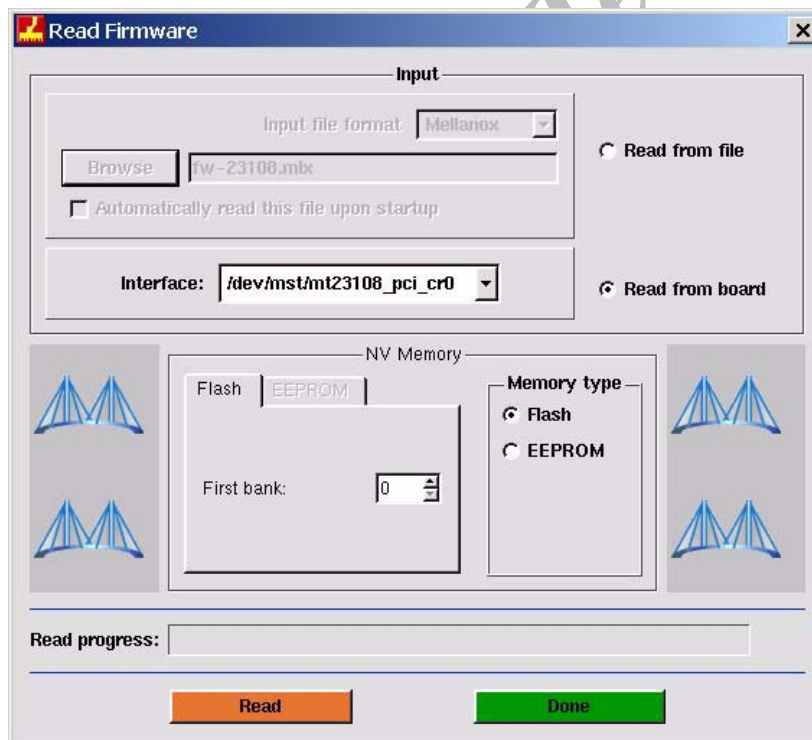 Read Firmware
Input
Input file format Mellanox
Browse fw-23108.mlx
Automatically read this file upon startup
Read from file
Interface: /dev/mst/mt23108_pci_cr0
Read from board
NV Memory
Flash EEPROM
First bank: 0
Memory type
Flash
EEPROM
Read progress:
Read Done